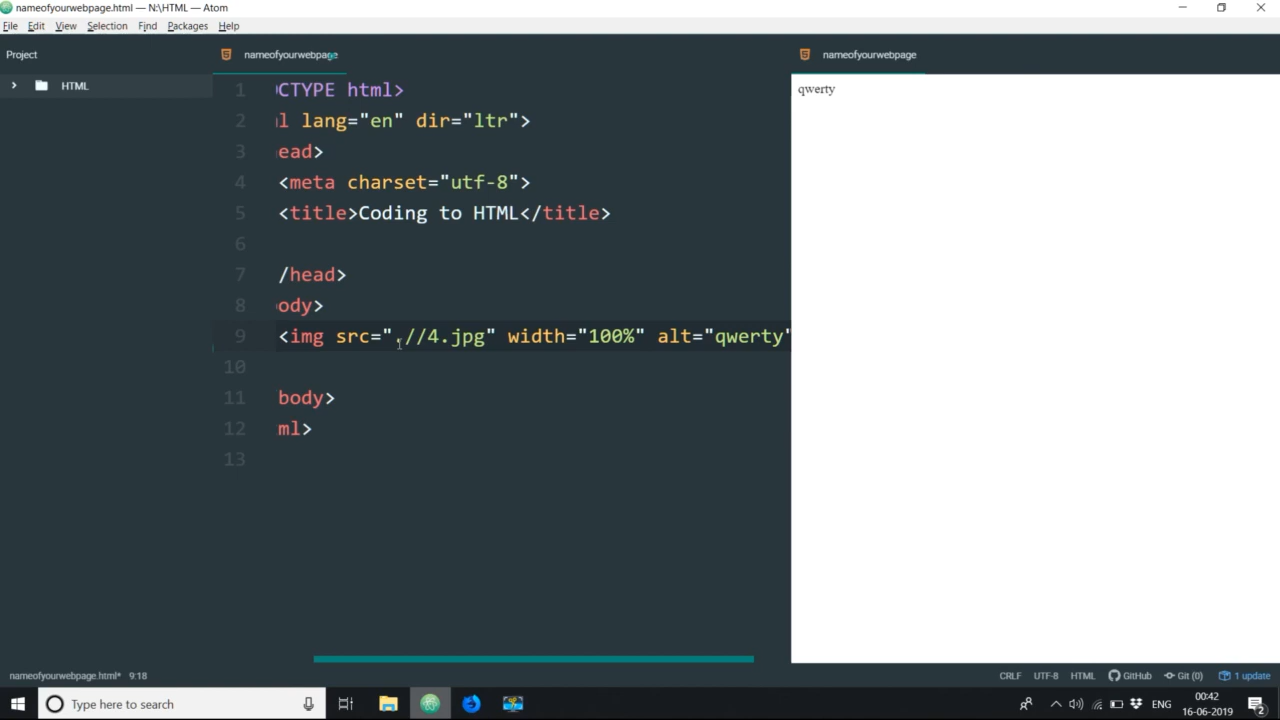 nameofyourwebpage.html — N:\HTML — Atom
File Edit View Selection Find Packages Help
Project
nameofyourwebpage
nameofyourwebpage
HTML
1 CTYPE html>
2 l lang="en" dir="ltr">
3 ead>
4 <meta charset="utf-8">
5 <title>Coding to HTML</title>
6
7 /head>
8 ody>
9 <img src=".//4.jpg" width="100%" alt="qwerty"
10
11 body>
12 ml>
13
qwerty
nameofyourwebpage.html* 9:18
CRLF UTF-8 HTML GitHub Git (0) 1 update
Type here to search
ENG
00:42
16-06-2019
2